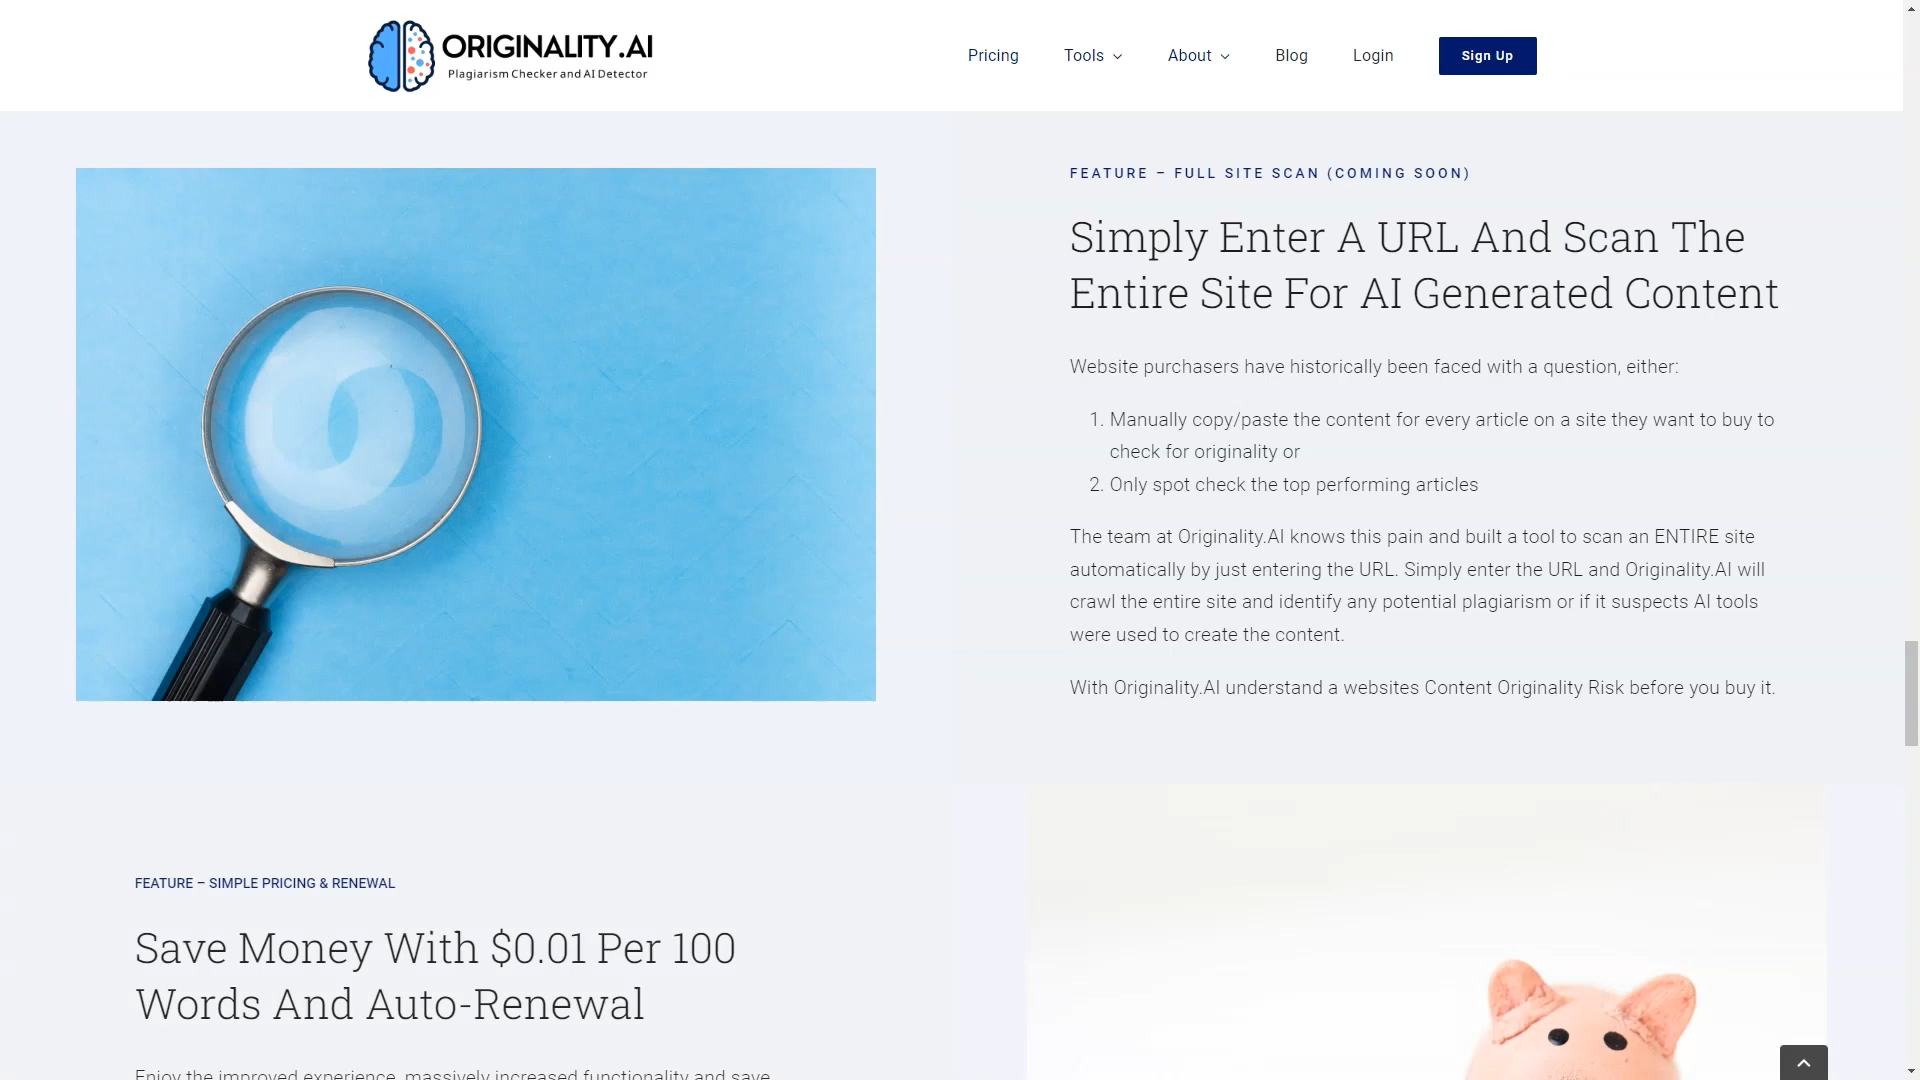 ORIGINALITY.AI
Plagiarism Checker and AI Detector
Pricing
Tools
About
Blog
Login
Sign Up
FEATURE – FULL SITE SCAN (COMING SOON)
Simply Enter A URL And Scan The
Entire Site For AI Generated Content
Website purchasers have historically been faced with a question, either:
1. Manually copy/paste the content for every article on a site they want to buy to
check for originality or
2. Only spot check the top performing articles
The team at Originality.AI knows this pain and built a tool to scan an ENTIRE site
automatically by just entering the URL. Simply enter the URL and Originality.AI will
crawl the entire site and identify any potential plagiarism or if it suspects AI tools
were used to create the content.
With Originality.AI understand a websites Content Originality Risk before you buy it.
FEATURE – SIMPLE PRICING & RENEWAL
Save Money With $0.01 Per 100
Words And Auto-Renewal
Enjoy the improved experience, massively increased functionality and save